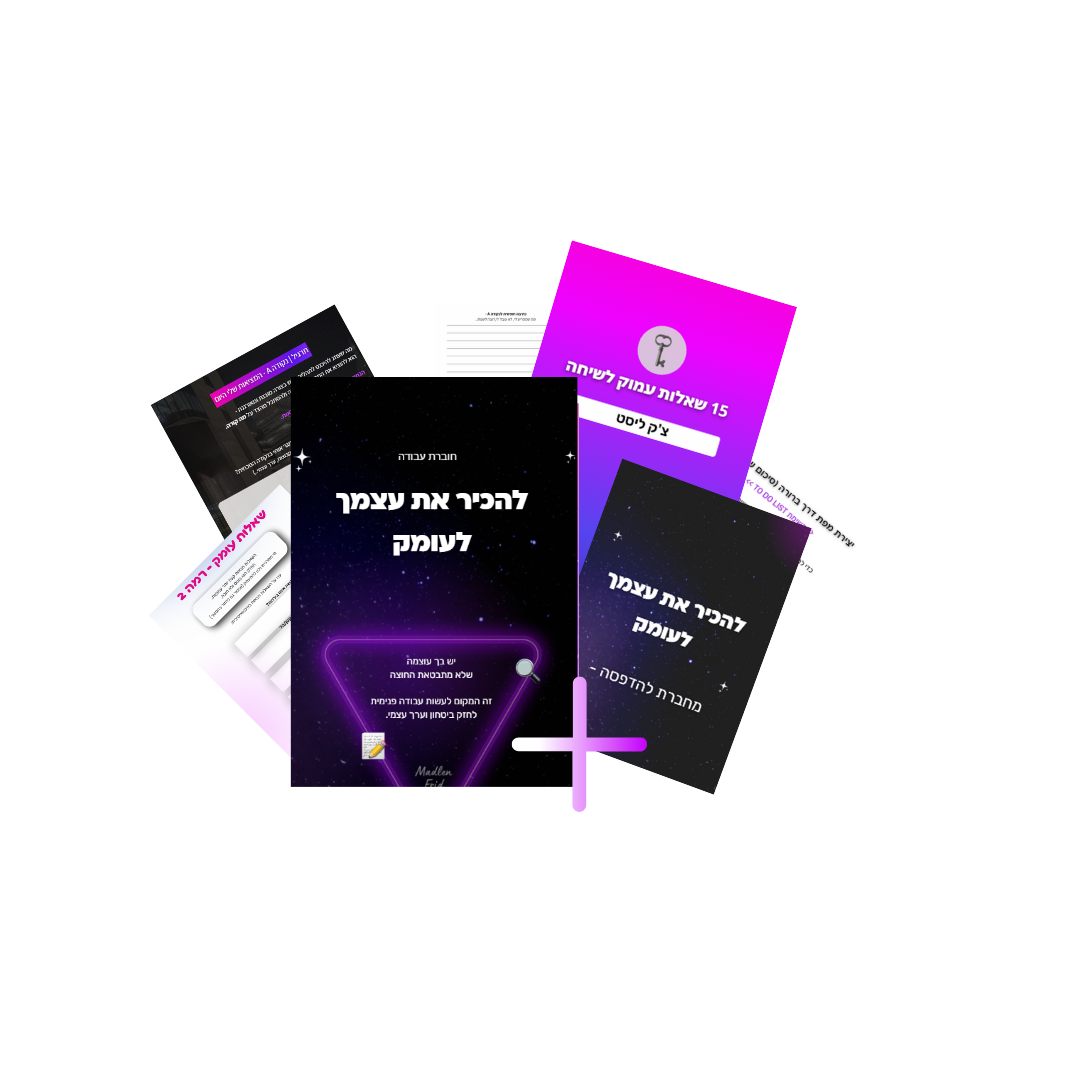 חוברת עבודה
להכיר את עצמך
לעומק
יש בך עוצמה
שלא מתבטאת החוצה
זה המקום לעשות עבודה פנימית
לחזק ביטחון וערך עצמי.
Madlen
Frid
15 שאלות עמוק לשיחה
צ'ק ליסט
להכיר את עצמך
לעומק
מחברת להדפסה –
יצירת מפת דרך ברורה (סיכום
TO DO LIST >>
תרגיל | נקודה A - המציאות שלי היום
שאלות עומק - רמה 2